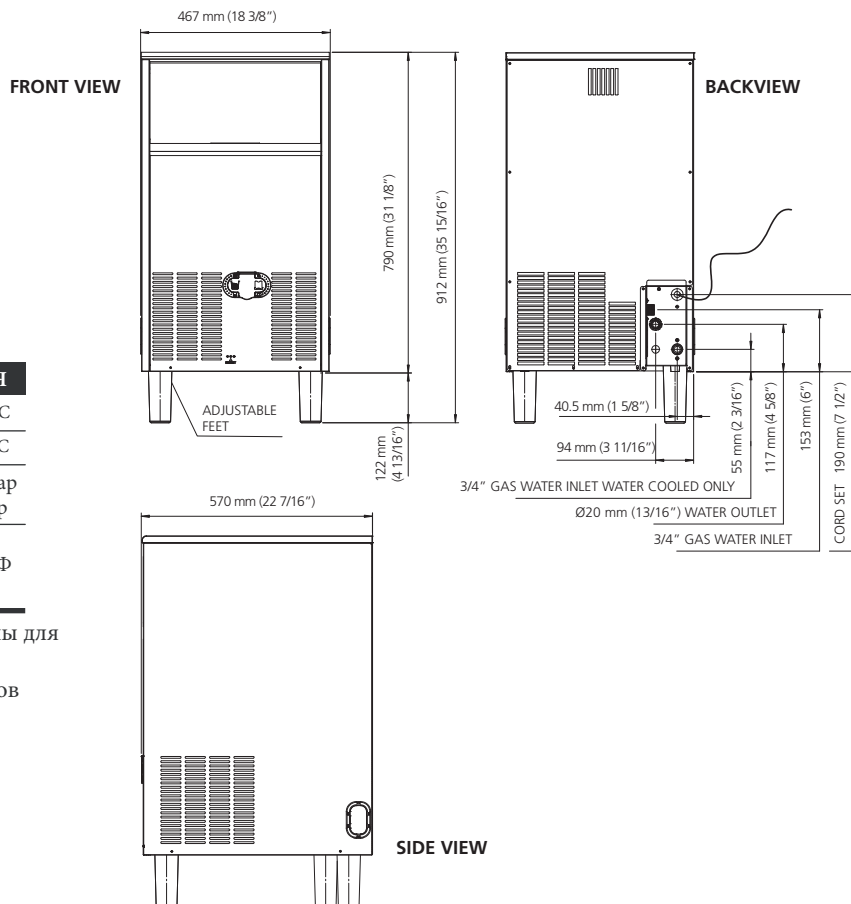 467 mm (18 3/8”)
FRONT VIEW
BACKVIEW
790 mm (31 1/8”)
912 mm (35 15/16”)
Я
С
С
ар
р
Ф
ы для
ов
ADJUSTABLE
FEET
122 mm
(4 13/16”)
40.5 mm (1 5/8”)
94 mm (3 11/16”)
55 mm (2 3/16”)
117 mm (4 5/8”)
153 mm (6”)
CORD SET 190 mm (7 1/2”)
3/4” GAS WATER INLET WATER COOLED ONLY
Ø20 mm (13/16”) WATER OUTLET
3/4” GAS WATER INLET
570 mm (22 7/16”)
SIDE VIEW